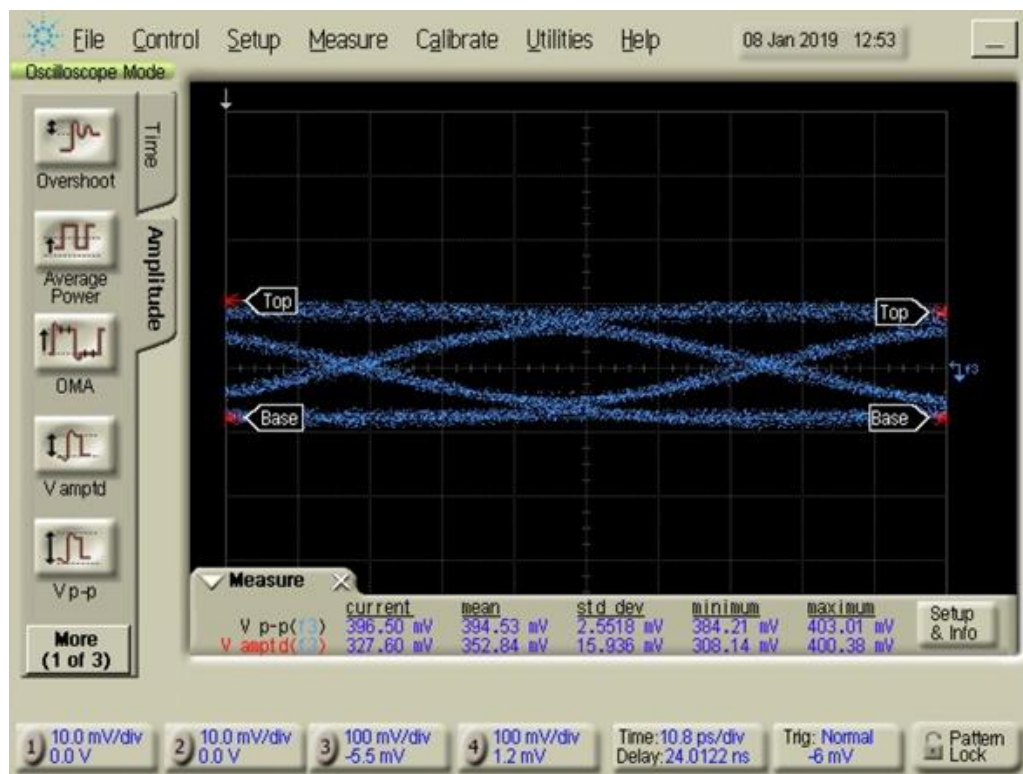 File Control Setup Measure Calibrate Utilities Help 08 Jan 2019 12:53
Oscilloscope Mode
Time
Amplitude
Overshoot
Average
Power
OMA
V amptd
V p-p
More
(1 of 3)
Top
Top
Base
Base
f3
Measure
current mean std dev minimum maximum
V p-p(f3) 396.50 mV 394.53 mV 2.5518 mV 384.21 mV 403.01 mV
V amptd(f3) 327.60 mV 352.84 mV 15.936 mV 308.14 mV 400.38 mV
Setup
& Info
1 10.0 mV/div
0.0 V
2 10.0 mV/div
0.0 V
3 100 mV/div
-5.5 mV
4 100 mV/div
1.2 mV
Time:10.8 ps/div
Delay:24.0122 ns
Trig: Normal
-6 mV
Pattern
Lock